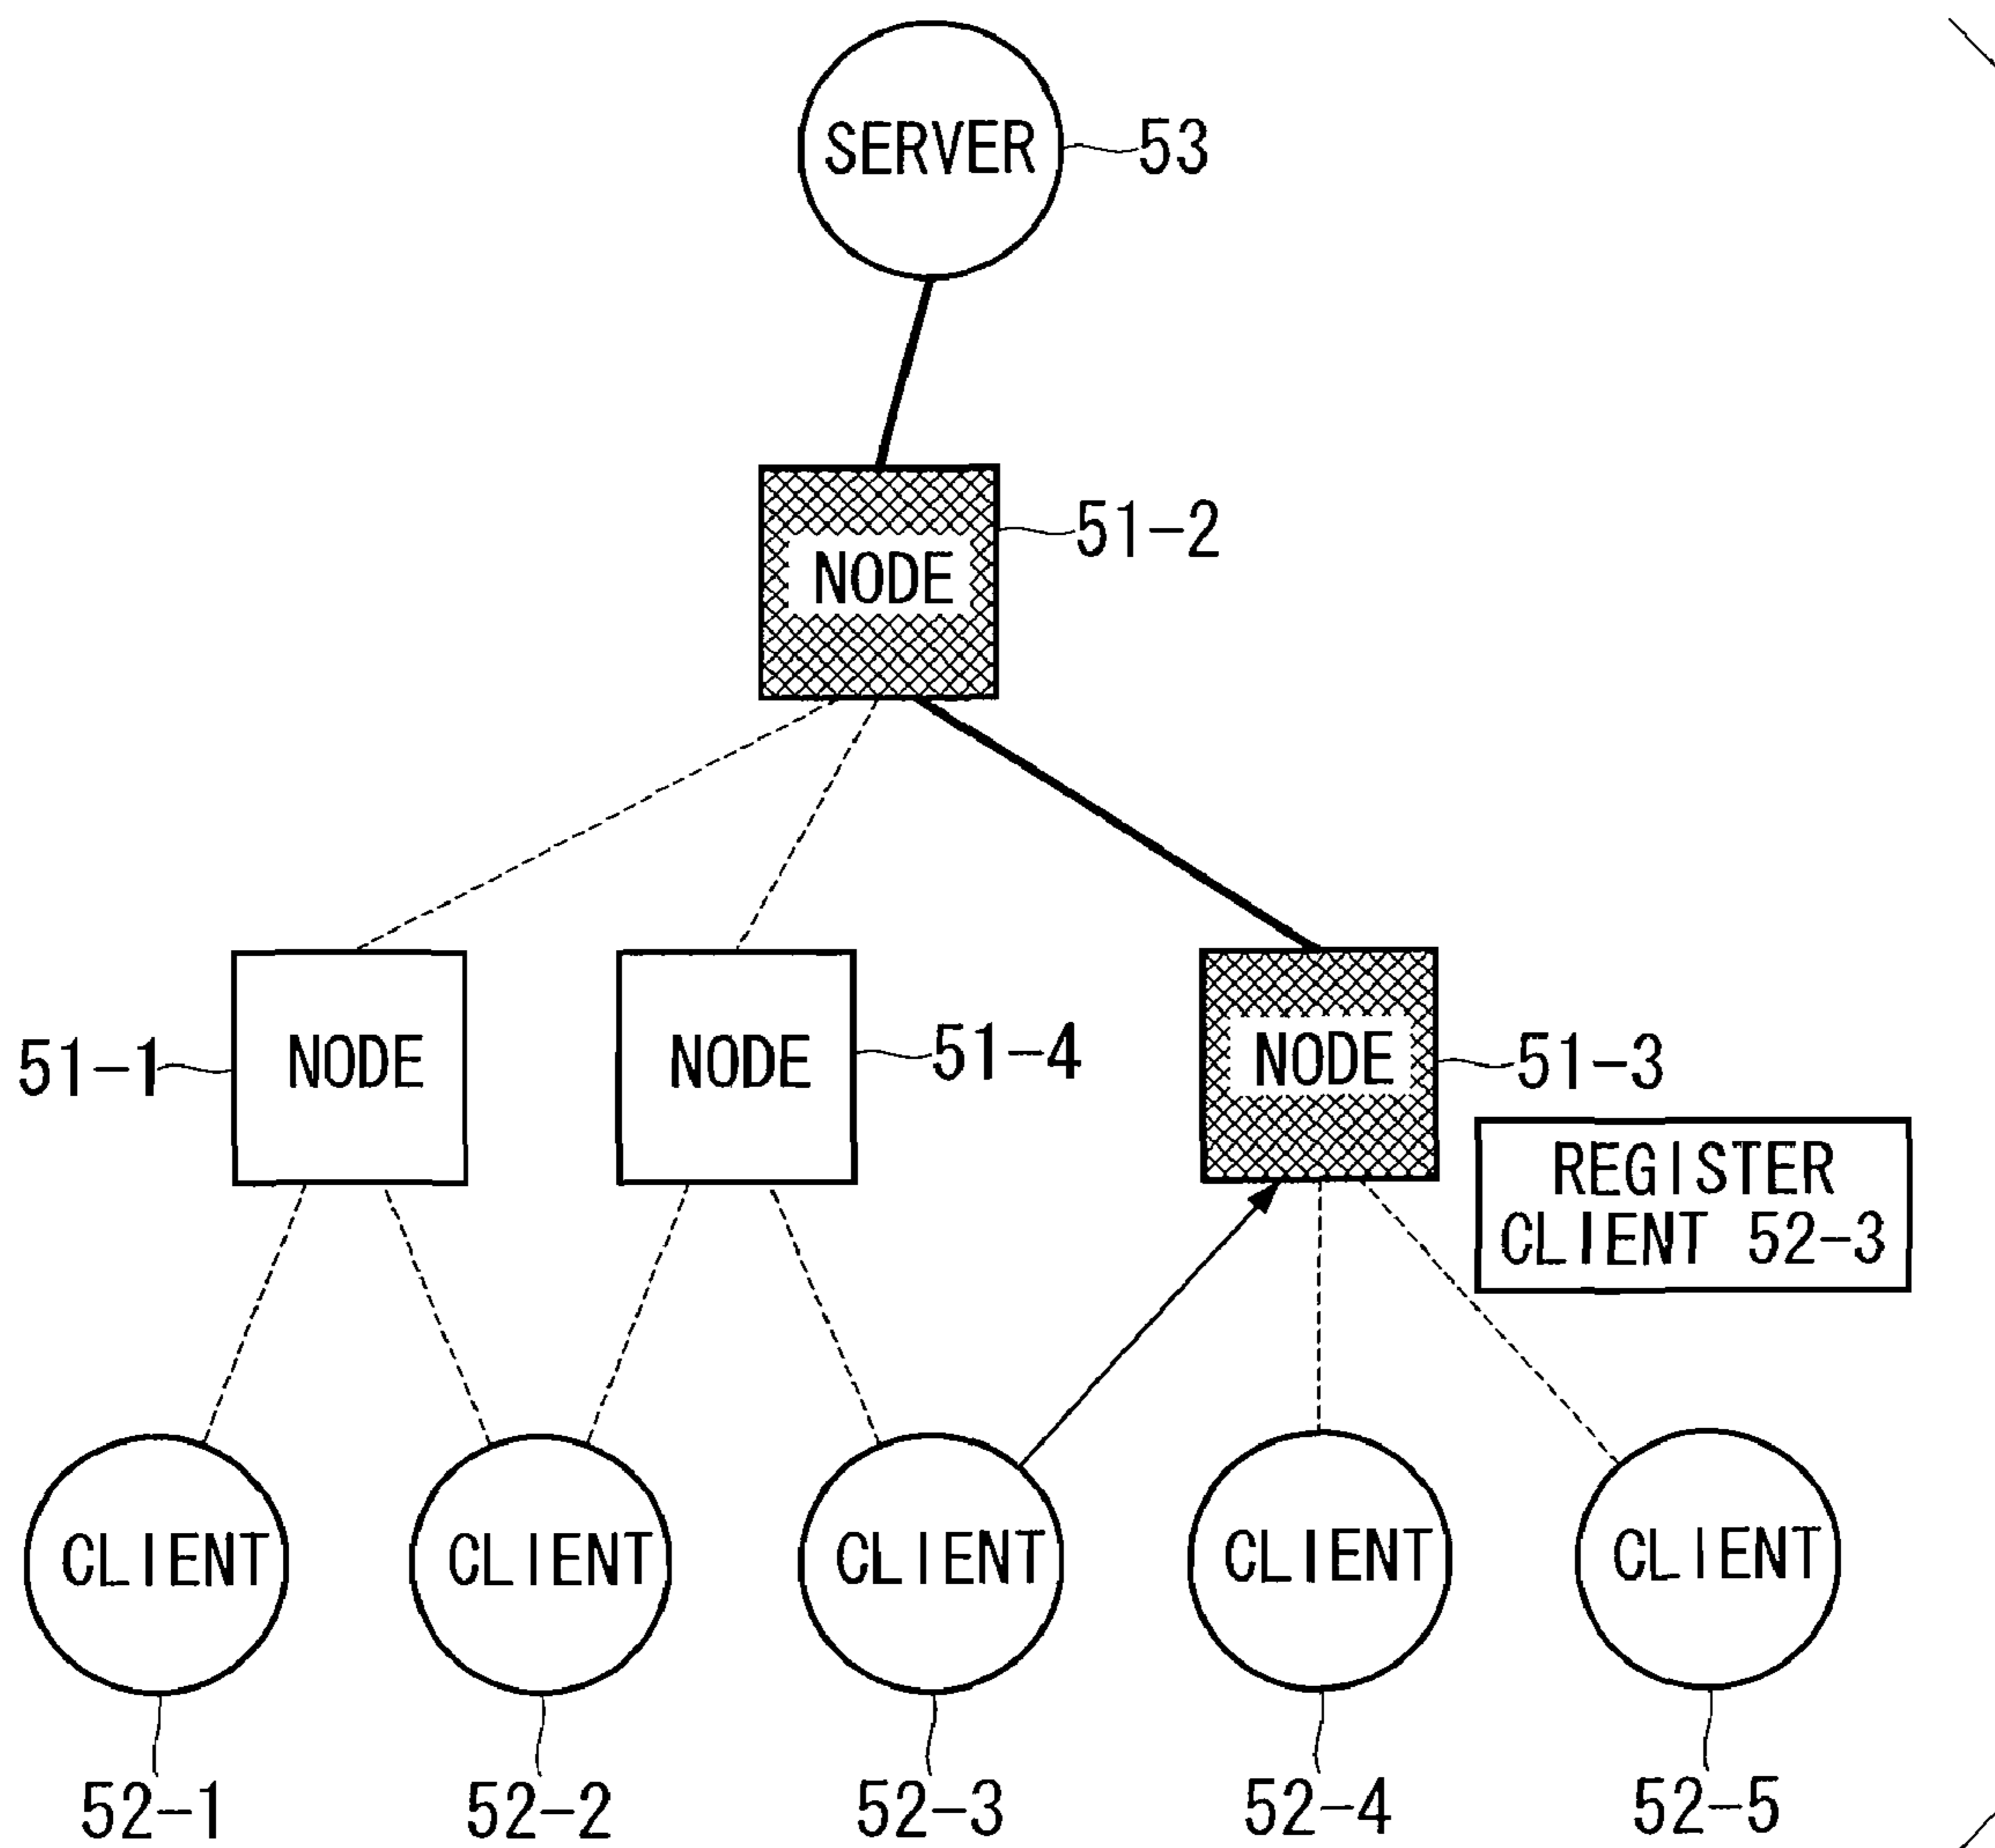 SERVER
53
NODE
51-2
51-1
NODE
NODE
51-4
NODE
51-3
REGISTER
CLIENT 52-3
CLIENT
CLIENT
CLIENT
CLIENT
CLIENT
52-1
52-2
52-3
52-4
52-5